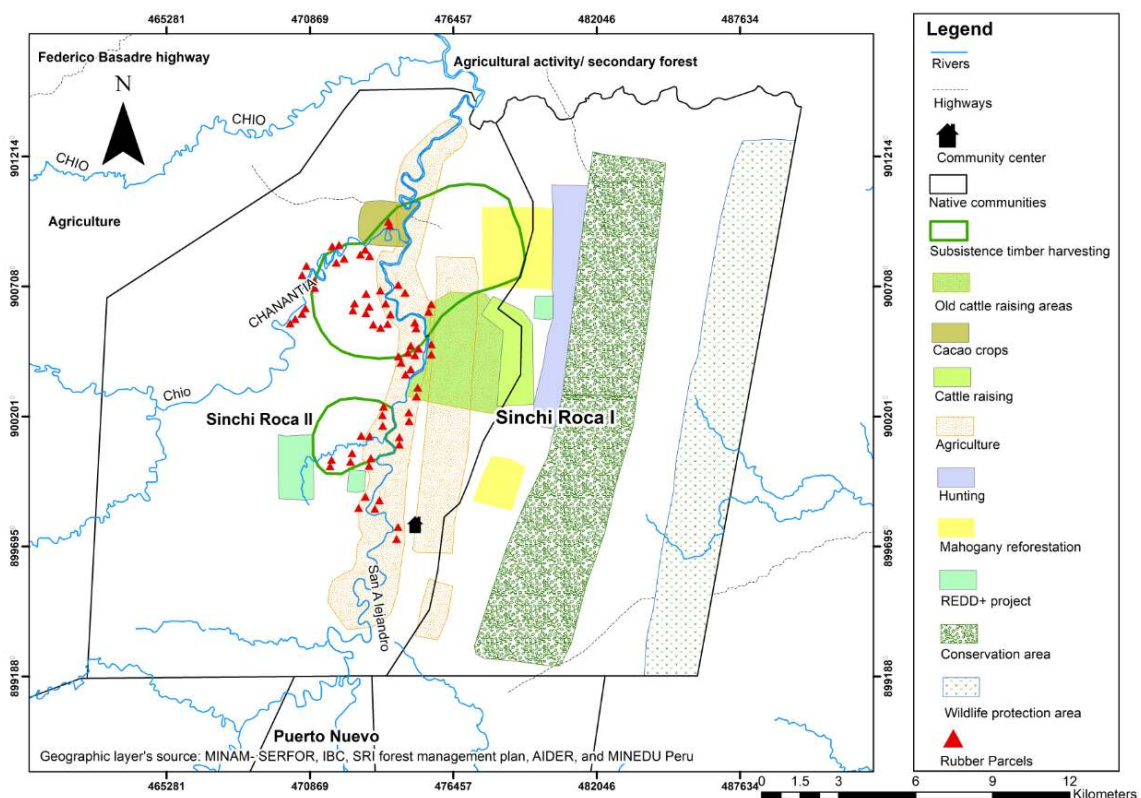 465281 470869 476457 482046 487634
Federico Basadre highway
Agricultural activity/ secondary forest
N
CHIO
CHIO
Agriculture
CHANANTIA
Chio
Sinchi Roca II
Sinchi Roca I
San A lejandro
Puerto Nuevo
Geographic layer's source: MINAM- SERFOR, IBC, SRI forest management plan, AIDER, and MINEDU Peru
901214
900708
900201
899695
899188
901214
900708
900201
899695
899188
465281 470869 476457 482046 487634
Legend
Rivers
Highways
Community center
Native communities
Subsistence timber harvesting
Old cattle raising areas
Cacao crops
Cattle raising
Agriculture
Hunting
Mahogany reforestation
REDD+ project
Conservation area
Wildlife protection area
Rubber Parcels
0 1.5 3 6 9 12
Kilometers